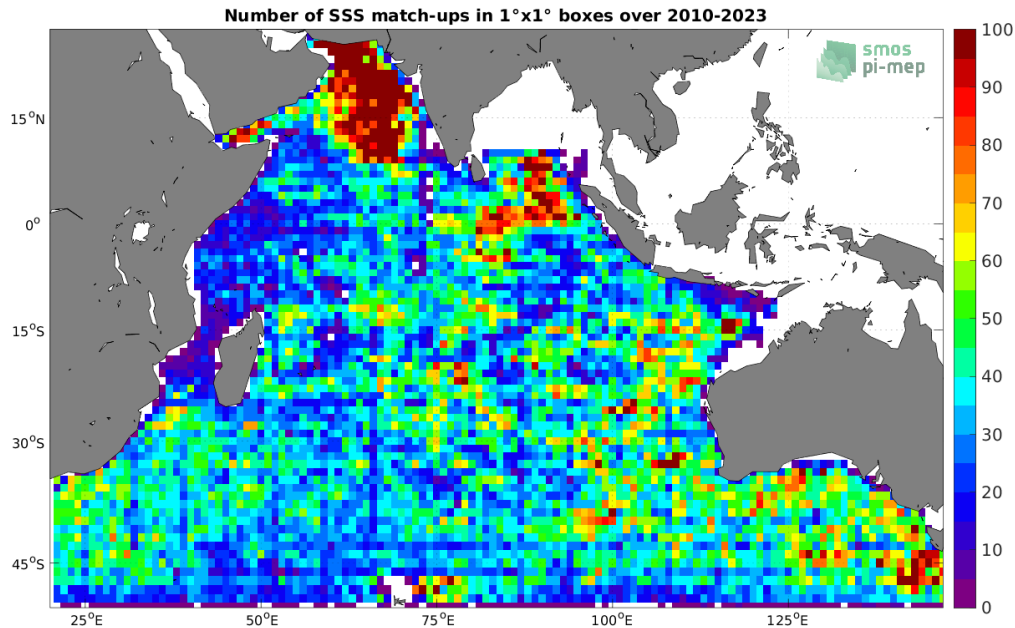 Number of SSS match-ups in 1°x1° boxes over 2010-2023
smos
pi-mep
100
90
80
70
60
50
40
30
20
10
0
15°N
0°
15°S
30°S
45°S
25°E
50°E
75°E
100°E
125°E